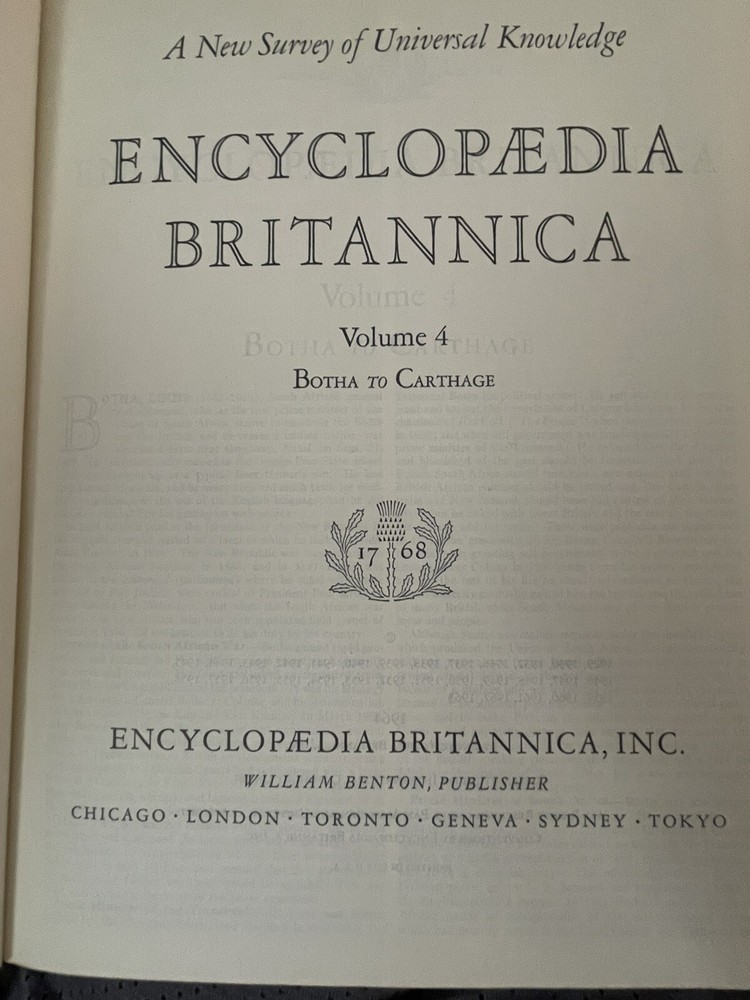 A New Survey of Universal Knowledge
ENCYCLOPÆDIA
BRITANNICA
Volume 4
BOTHA TO CARTHAGE
17 68
ENCYCLOPÆDIA BRITANNICA, INC.
WILLIAM BENTON, PUBLISHER
CHICAGO · LONDON · TORONTO · GENEVA · SYDNEY · TOKYO